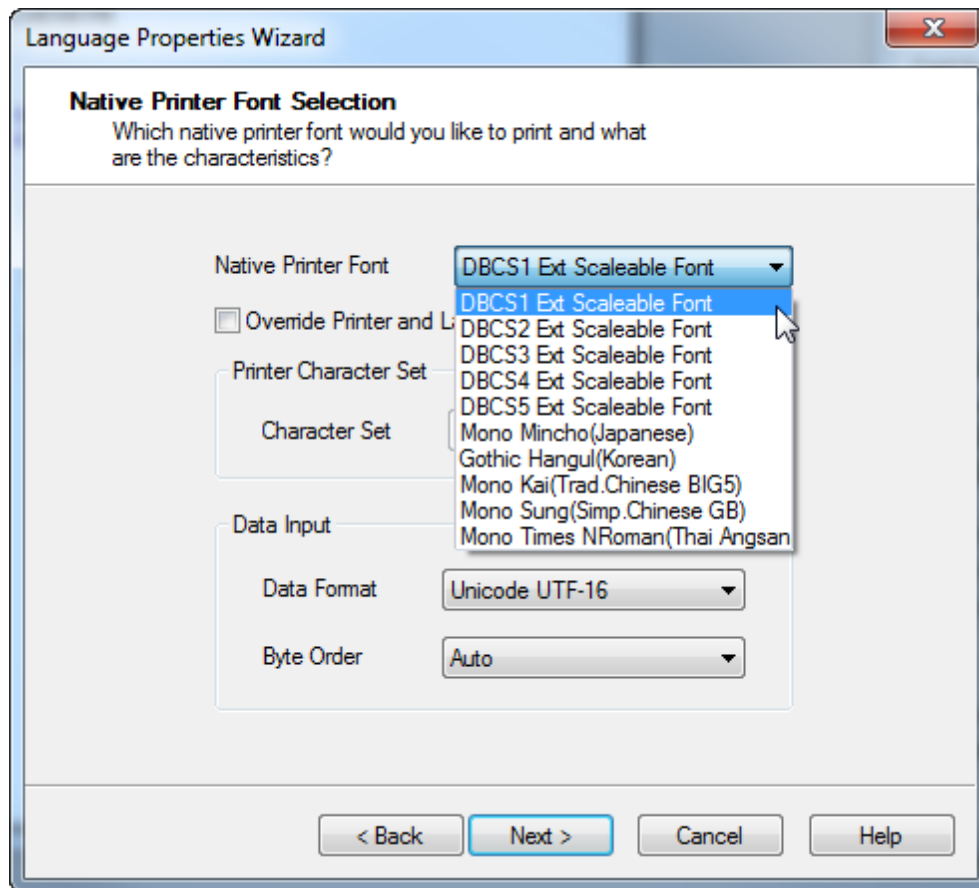 Language Properties Wizard
Native Printer Font Selection
Which native printer font would you like to print and what
are the characteristics?
Native Printer Font DBCS1 Ext Scaleable Font
DBCS1 Ext Scaleable Font
Override Printer and
DBCS2 Ext Scaleable Font
DBCS3 Ext Scaleable Font
Printer Character Set
DBCS4 Ext Scaleable Font
DBCS5 Ext Scaleable Font
Character Set
Mono Mincho(Japanese)
Gothic Hangul(Korean)
Mono Kai(Trad.Chinese BIG5)
Mono Sung(Simp.Chinese GB)
Data Input
Mono Times NRoman(Thai Angsan
Data Format Unicode UTF-16
Byte Order Auto
< Back Next > Cancel Help